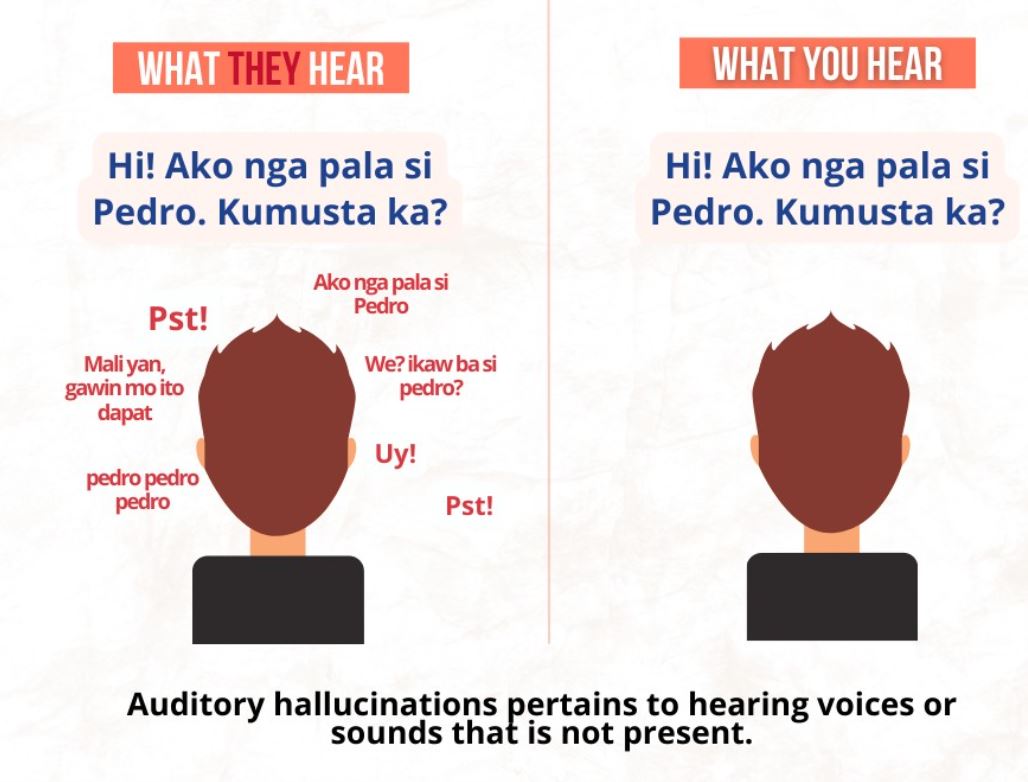 WHAT THEY HEAR
Hi! Ako nga pala si
Pedro. Kumusta ka?
Ako nga pala si
Pedro
Pst!
Mali yan,
gawin mo ito
dapat
We? ikaw ba si
pedro?
Uy!
pedro pedro
pedro
Pst!
WHAT YOU HEAR
Hi! Ako nga pala si
Pedro. Kumusta ka?
Auditory hallucinations pertains to hearing voices or
sounds that is not present.